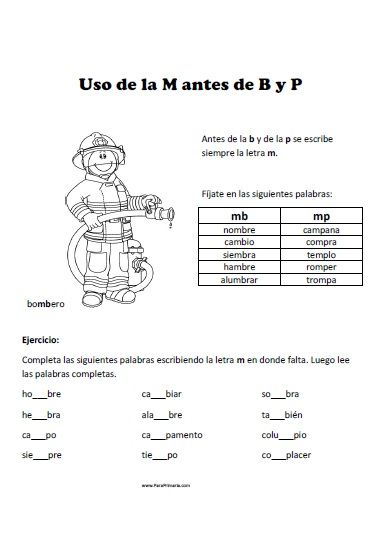 Uso de la M antes de B y P
Antes de la b y de la p se escribe
siempre la letra m.
Fíjate en las siguientes palabras:
mb mp
nombre campana
cambio compra
siembra templo
hambre romper
alumbrar trompa
bombero
Ejercicio:
Completa las siguientes palabras escribiendo la letra m en donde falta. Luego lee
las palabras completas.
ho___bre ca___biar so___bra
he___bra ala___bre ta___bién
ca___po ca___pamento colu___pio
sie___pre tie___po co___placer
www.ParaPrimaria.com